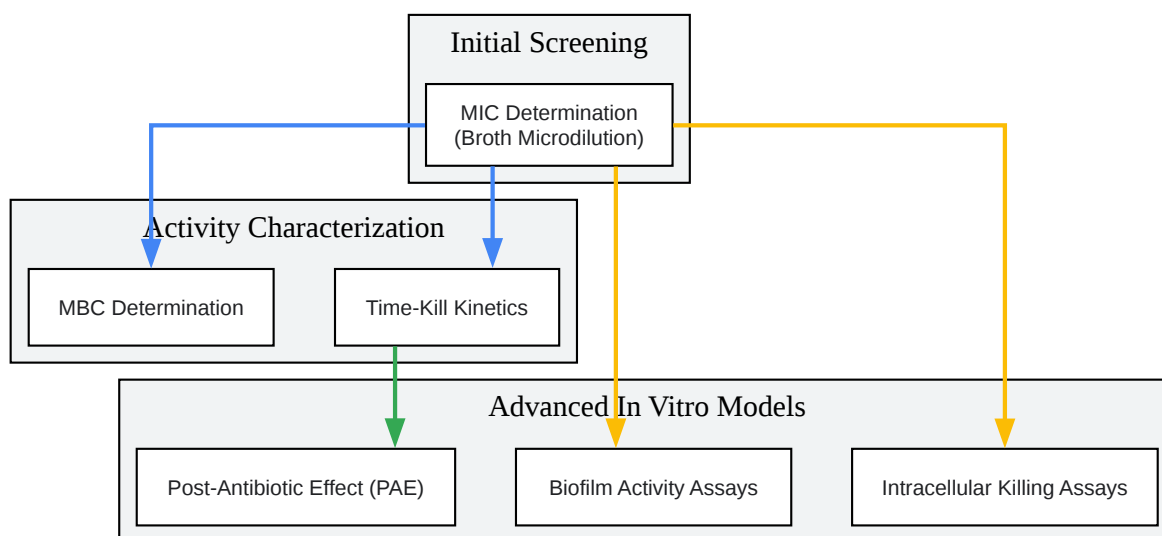 Initial Screening
MIC Determination
(Broth Microdilution)
Activity Characterization
MBC Determination
Time-Kill Kinetics
Advanced In Vitro Models
Post-Antibiotic Effect (PAE)
Biofilm Activity Assays
Intracellular Killing Assays